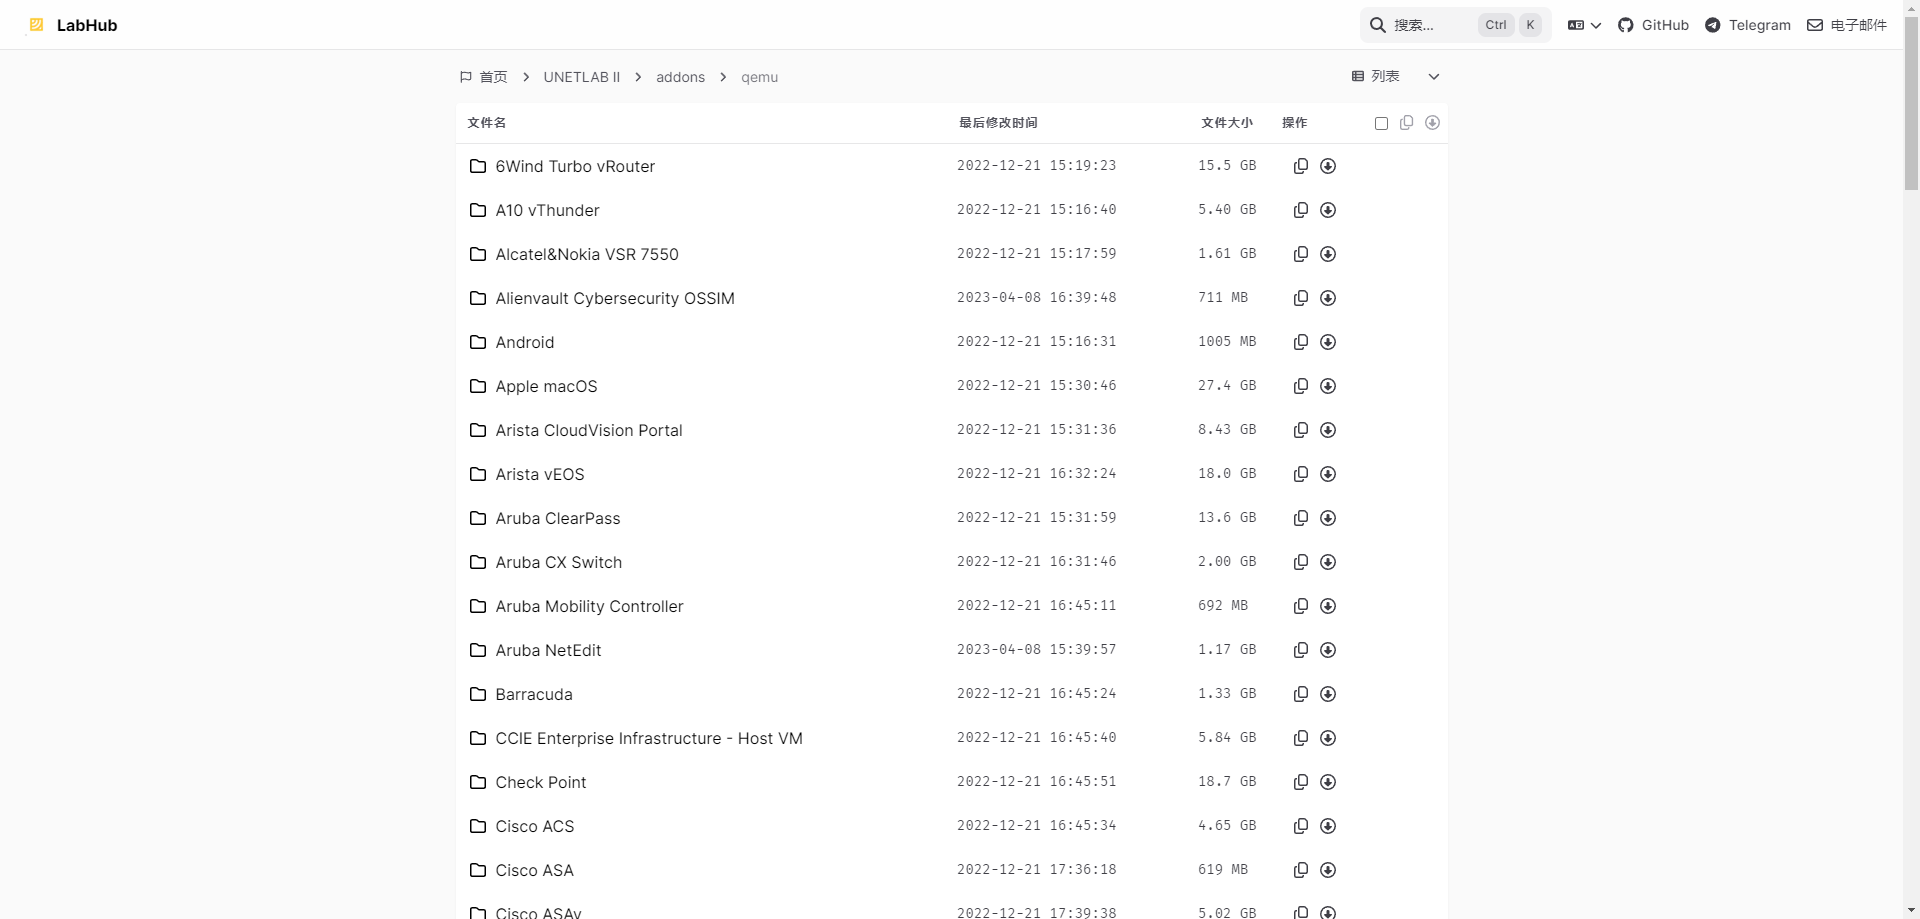 LabHub
搜索... Ctrl K
GitHub Telegram 电子邮件
首页 UNETLAB II addons qemu 列表
文件名 最后修改时间 文件大小 操作
6Wind Turbo vRouter 2022-12-21 15:19:23 15.5 GB
A10 vThunder 2022-12-21 15:16:40 5.40 GB
Alcatel&Nokia VSR 7550 2022-12-21 15:17:59 1.61 GB
Alienvault Cybersecurity OSSIM 2023-04-08 16:39:48 711 MB
Android 2022-12-21 15:16:31 1005 MB
Apple macOS 2022-12-21 15:30:46 27.4 GB
Arista CloudVision Portal 2022-12-21 15:31:36 8.43 GB
Arista vEOS 2022-12-21 16:32:24 18.0 GB
Aruba ClearPass 2022-12-21 15:31:59 13.6 GB
Aruba CX Switch 2022-12-21 16:31:46 2.00 GB
Aruba Mobility Controller 2022-12-21 16:45:11 692 MB
Aruba NetEdit 2023-04-08 15:39:57 1.17 GB
Barracuda 2022-12-21 16:45:24 1.33 GB
CCIE Enterprise Infrastructure - Host VM 2022-12-21 16:45:40 5.84 GB
Check Point 2022-12-21 16:45:51 18.7 GB
Cisco ACS 2022-12-21 16:45:34 4.65 GB
Cisco ASA 2022-12-21 17:36:18 619 MB
Cisco ASAv 2022-12-21 17:39:38 5.02 GB